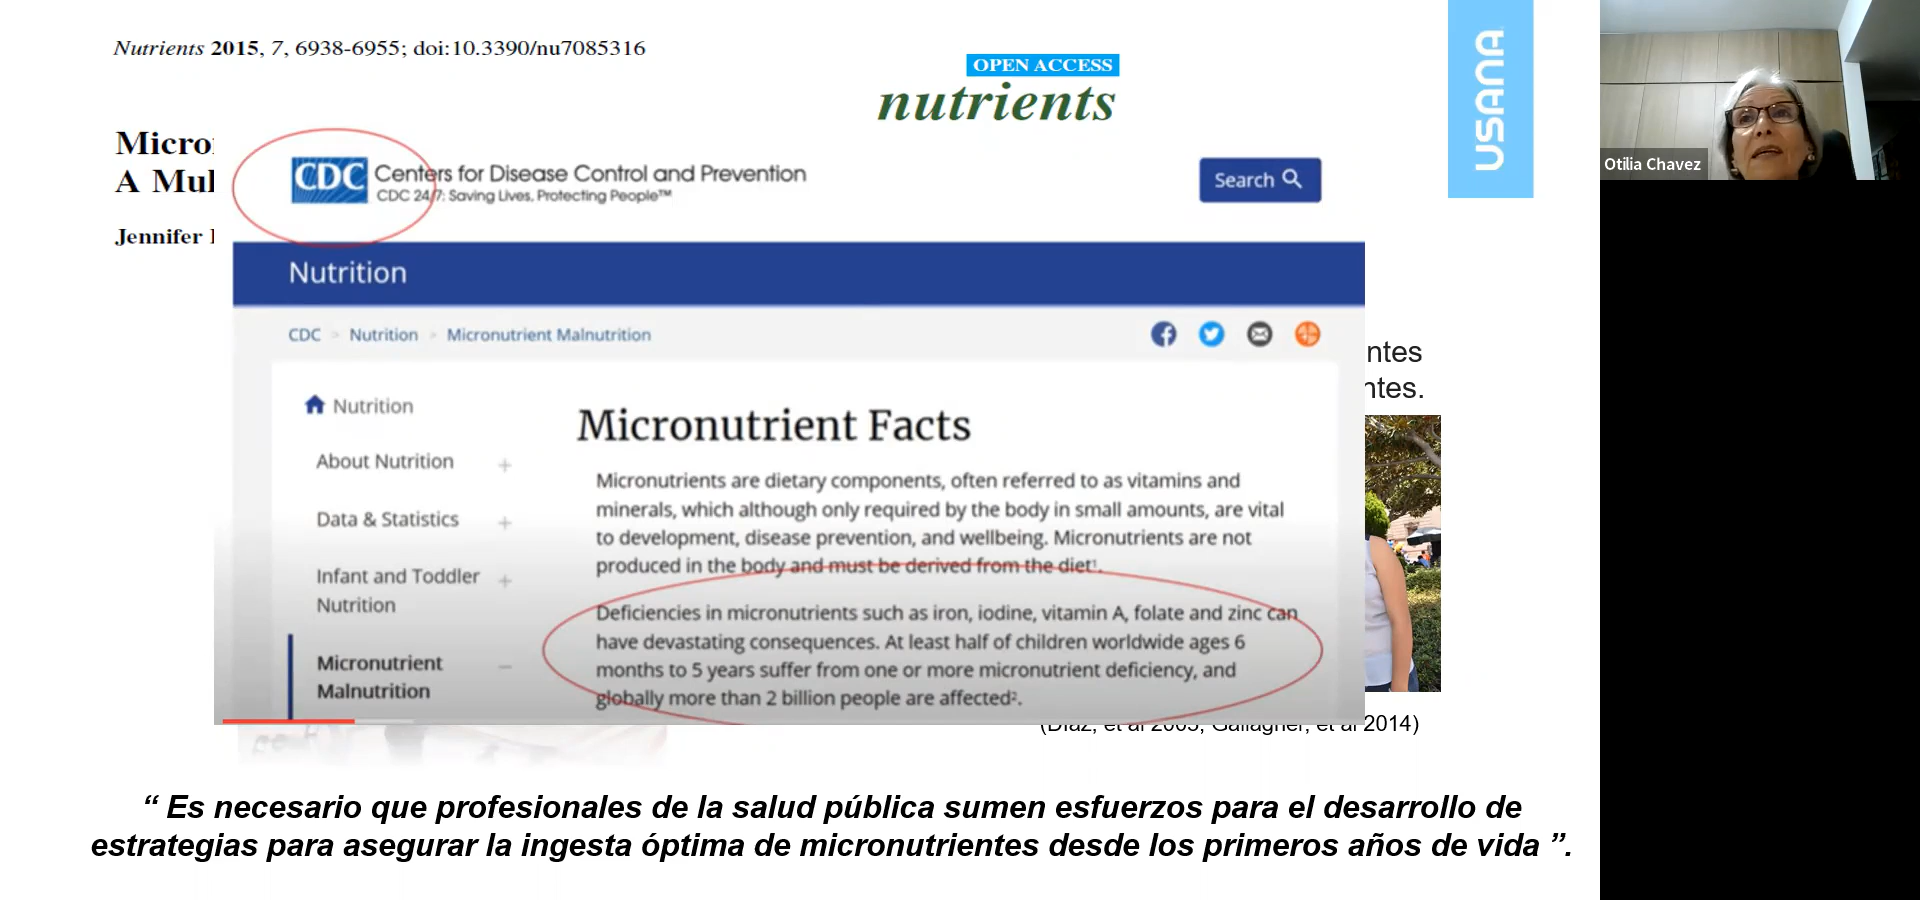 Nutrients 2015, 7, 6938-6955; doi:10.3390/nu7085316
OPEN ACCESS
nutrients
USANA
Otilia Chavez
A
Jennifer
CDC Centers for Disease Control and Prevention
CDC 24/7: Saving Lives, Protecting People™
Search
Nutrition
CDC > Nutrition > Micronutrient Malnutrition
Nutrition
About Nutrition +
Data & Statistics +
Infant and Toddler +
Nutrition
Micronutrient –
Malnutrition
Micronutrient Facts
Micronutrients are dietary components, often referred to as vitamins and
minerals, which although only required by the body in small amounts, are vital
to development, disease prevention, and wellbeing. Micronutrients are not
produced in the body and must be derived from the diet¹.
Deficiencies in micronutrients such as iron, iodine, vitamin A, folate and zinc can
have devastating consequences. At least half of children worldwide ages 6
months to 5 years suffer from one or more micronutrient deficiency, and
globally more than 2 billion people are affected².
ntes
ntes.
et al 2014)
“ Es necesario que profesionales de la salud pública sumen esfuerzos para el desarrollo de
estrategias para asegurar la ingesta óptima de micronutrientes desde los primeros años de vida ”.